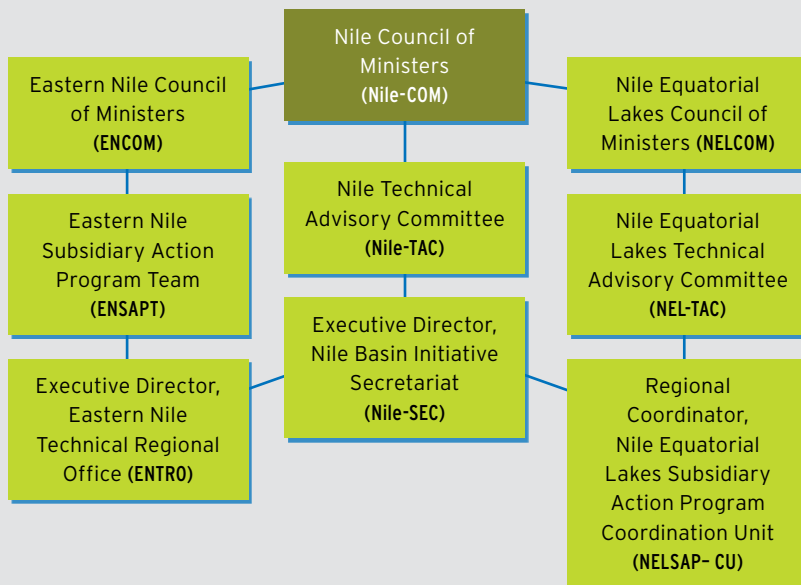 Nile Council of
Ministers
(Nile-COM)
Eastern Nile Council
of Ministers
(ENCOM)
Nile Equatorial
Lakes Council of
Ministers (NELCOM)
Eastern Nile
Subsidiary Action
Program Team
(ENSAPT)
Nile Technical
Advisory Committee
(Nile-TAC)
Nile Equatorial
Lakes Technical
Advisory Committee
(NEL-TAC)
Executive Director,
Eastern Nile
Technical Regional
Office (ENTRO)
Executive Director,
Nile Basin Initiative
Secretariat
(Nile-SEC)
Regional
Coordinator,
Nile Equatorial
Lakes Subsidiary
Action Program
Coordination Unit
(NELSAP– CU)